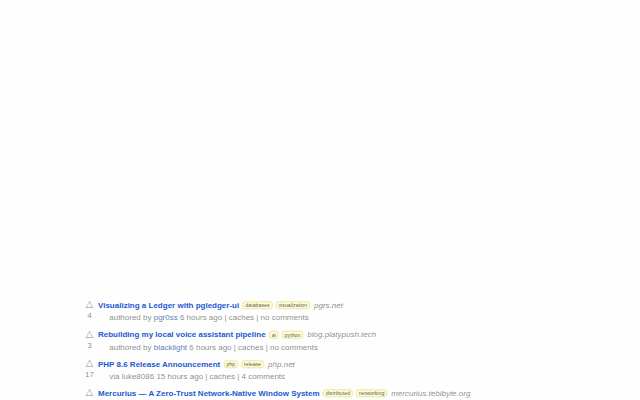 △ Visualizing a Ledger with pgledger-ui databases visualization pgrs.net
4 authored by pgr0ss 6 hours ago | caches | no comments
△ Rebuilding my local voice assistant pipeline ai python blog.platypush.tech
3 authored by blacklight 6 hours ago | caches | no comments
△ PHP 8.6 Release Announcement php release php.net
17 via luke8086 15 hours ago | caches | 4 comments
△ Mercurius — A Zero-Trust Network-Native Window System distributed networking mercurius.rebibyte.org